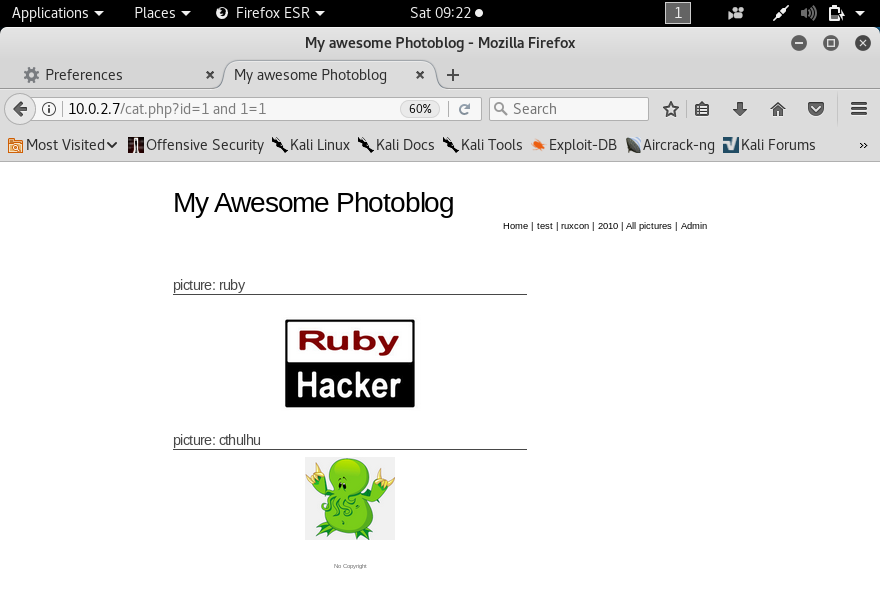 Applications Places Firefox ESR Sat 09:22 1
My awesome Photoblog - Mozilla Firefox
Preferences My awesome Photoblog
10.0.2.7/cat.php?id=1 and 1=1 60% Search
Most Visited Offensive Security Kali Linux Kali Docs Kali Tools Exploit-DB Aircrack-ng Kali Forums »
My Awesome Photoblog
Home | test | ruxcon | 2010 | All pictures | Admin
picture: ruby
Ruby
Hacker
picture: cthulhu
No Copyright